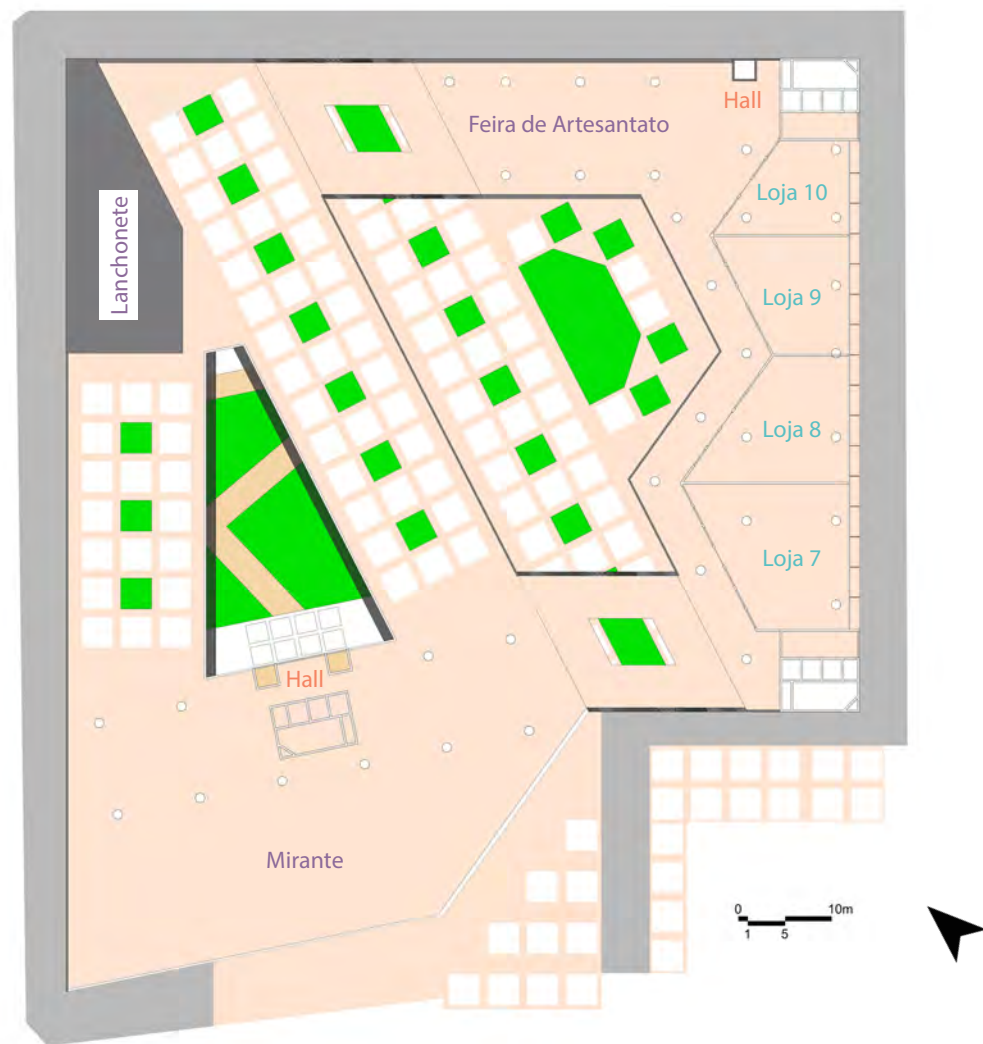 Hall
Feira de Artesantato
Loja 10
Lanchonete
Loja 9
Loja 8
Loja 7
Hall
Mirante
0 10m
1 5